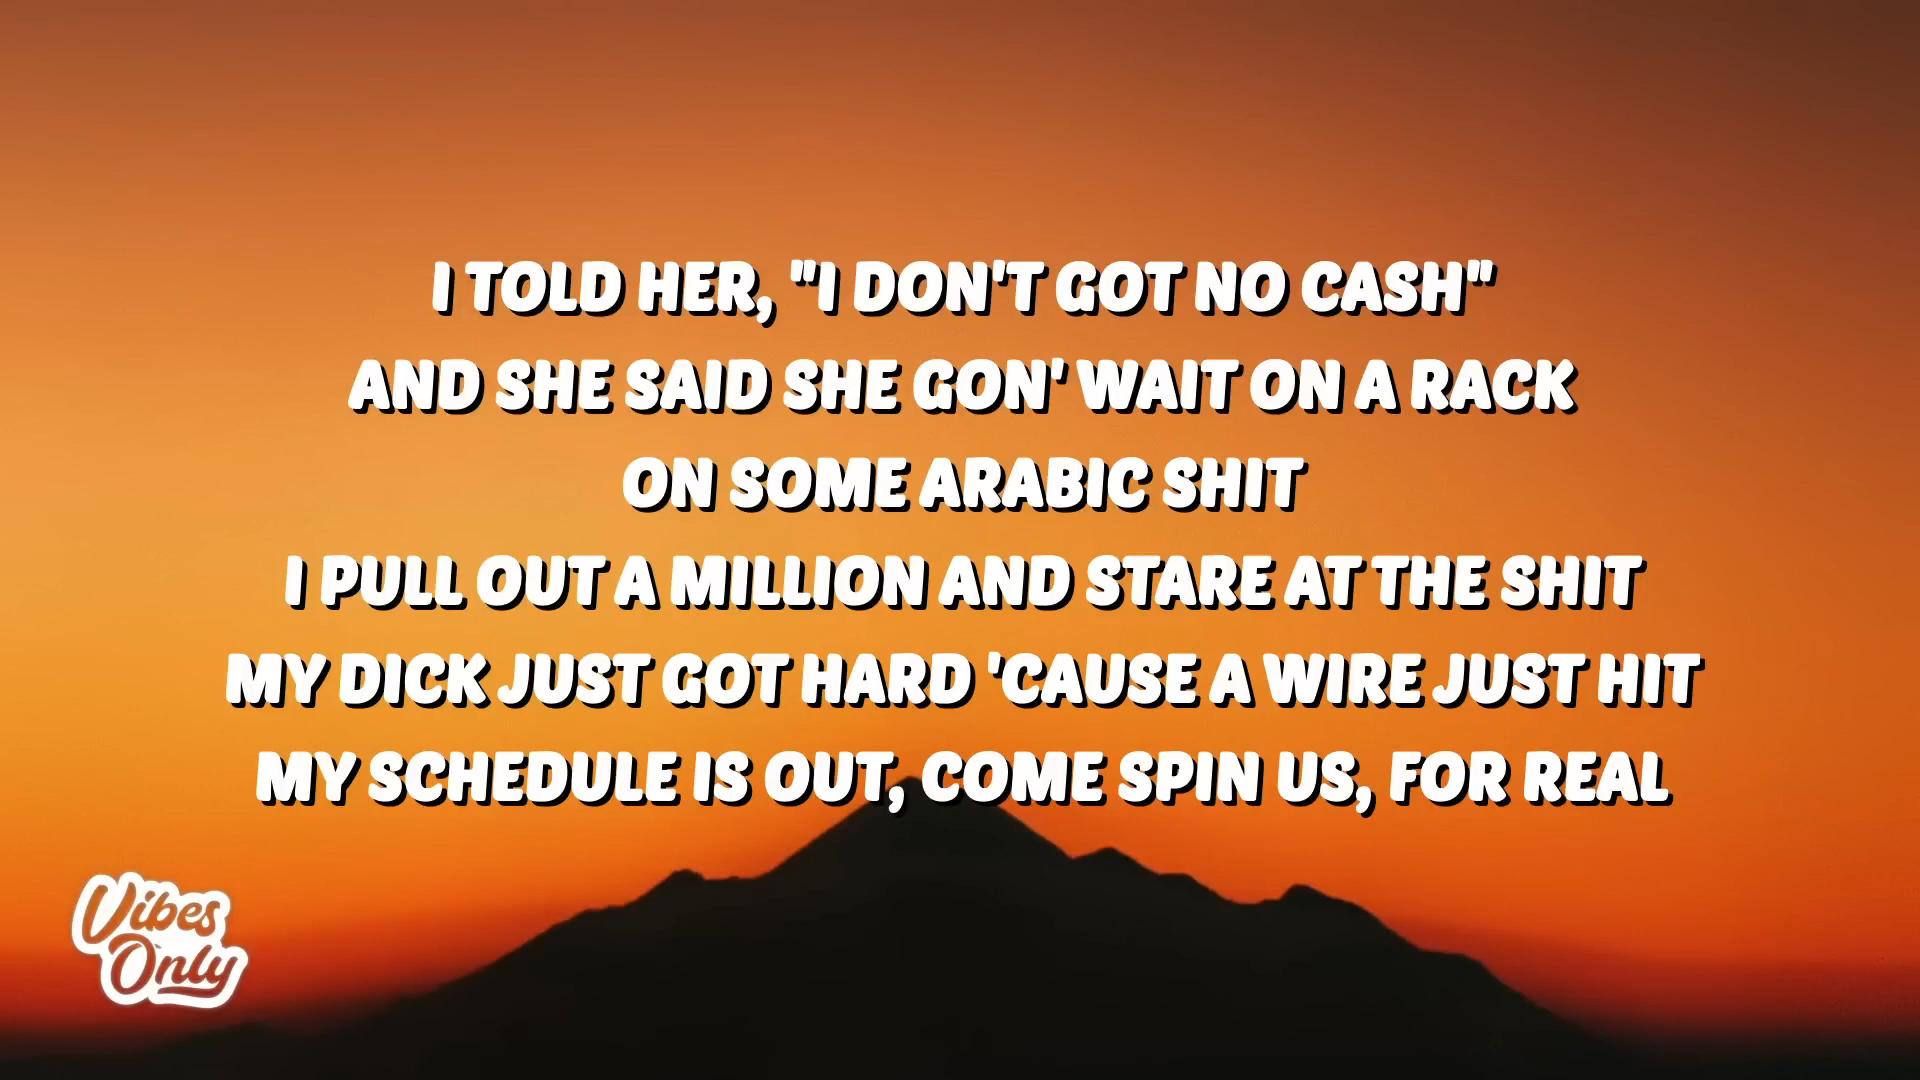 I TOLD HER, "I DON'T GOT NO CASH"
AND SHE SAID SHE GON' WAIT ON A RACK
ON SOME ARABIC SHIT
I PULL OUT A MILLION AND STARE AT THE SHIT
MY DICK JUST GOT HARD 'CAUSE A WIRE JUST HIT
MY SCHEDULE IS OUT, COME SPIN US, FOR REAL
Vibes
Only